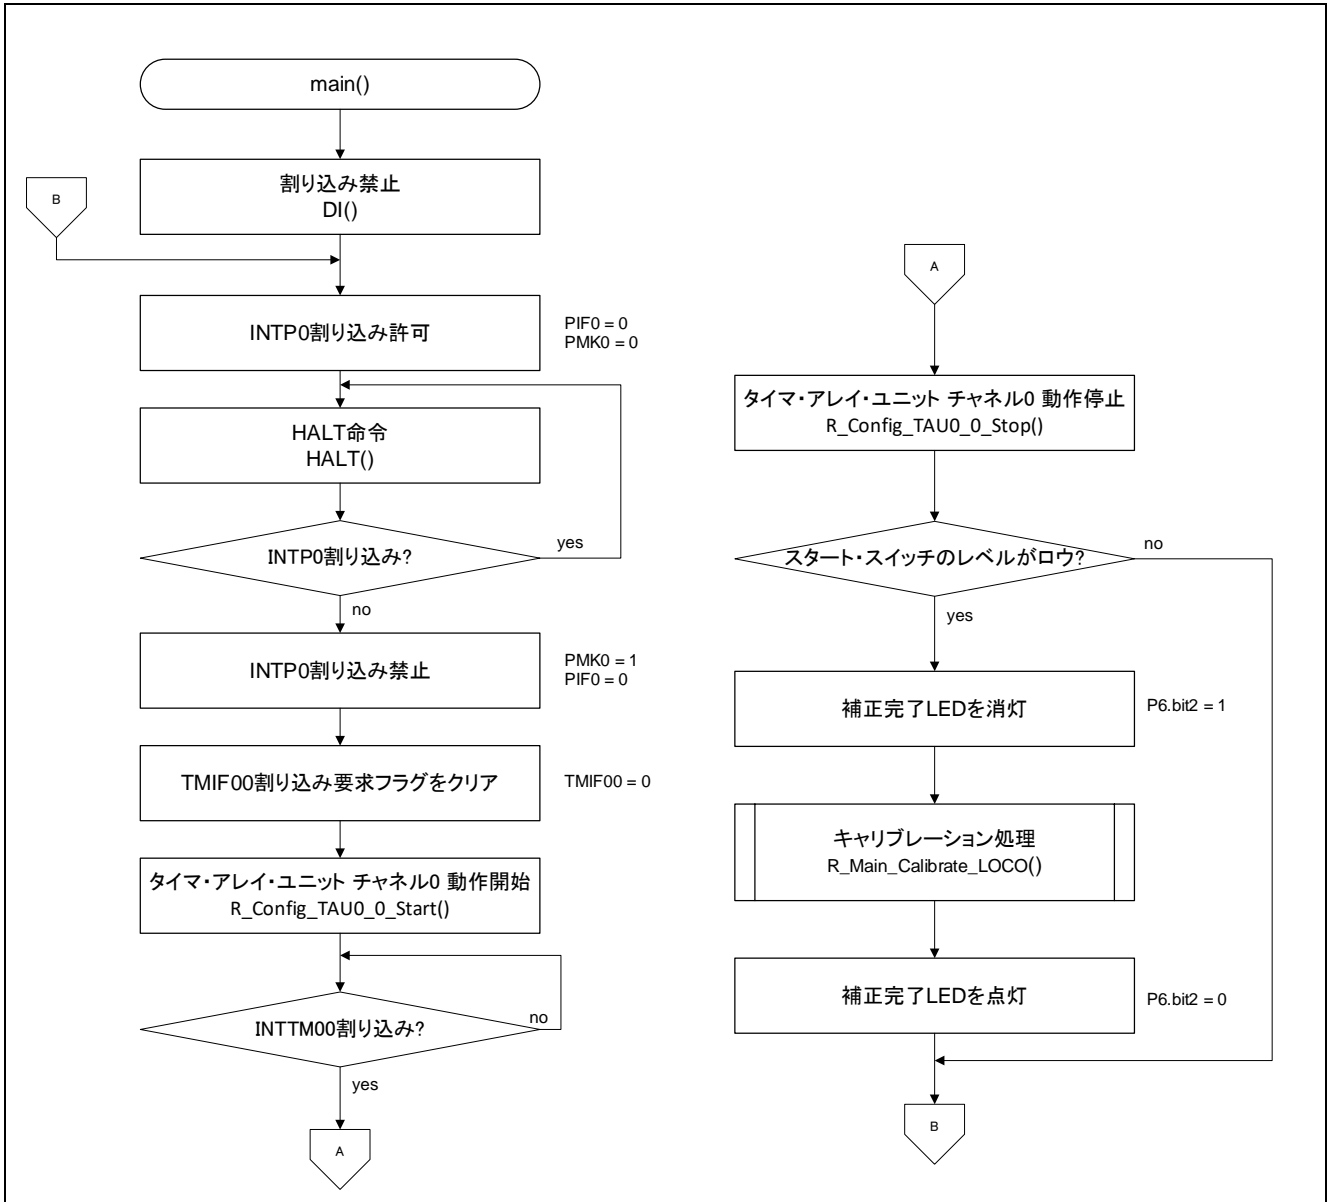 main()
割り込み禁止
DI()
B
INTP0割り込み許可
PIF0 = 0
PMK0 = 0
HALT命令
HALT()
INTP0割り込み?
yes
no
INTP0割り込み禁止
PMK0 = 1
PIF0 = 0
TMIF00割り込み要求フラグをクリア
TMIF00 = 0
タイマ・アレイ・ユニット チャネル0 動作開始
R_Config_TAU0_0_Start()
INTTM00割り込み?
no
yes
A
A
タイマ・アレイ・ユニット チャネル0 動作停止
R_Config_TAU0_0_Stop()
スタート・スイッチのレベルがロウ?
no
yes
補正完了LEDを消灯
P6.bit2 = 1
キャリブレーション処理
R_Main_Calibrate_LOCO()
補正完了LEDを点灯
P6.bit2 = 0
B